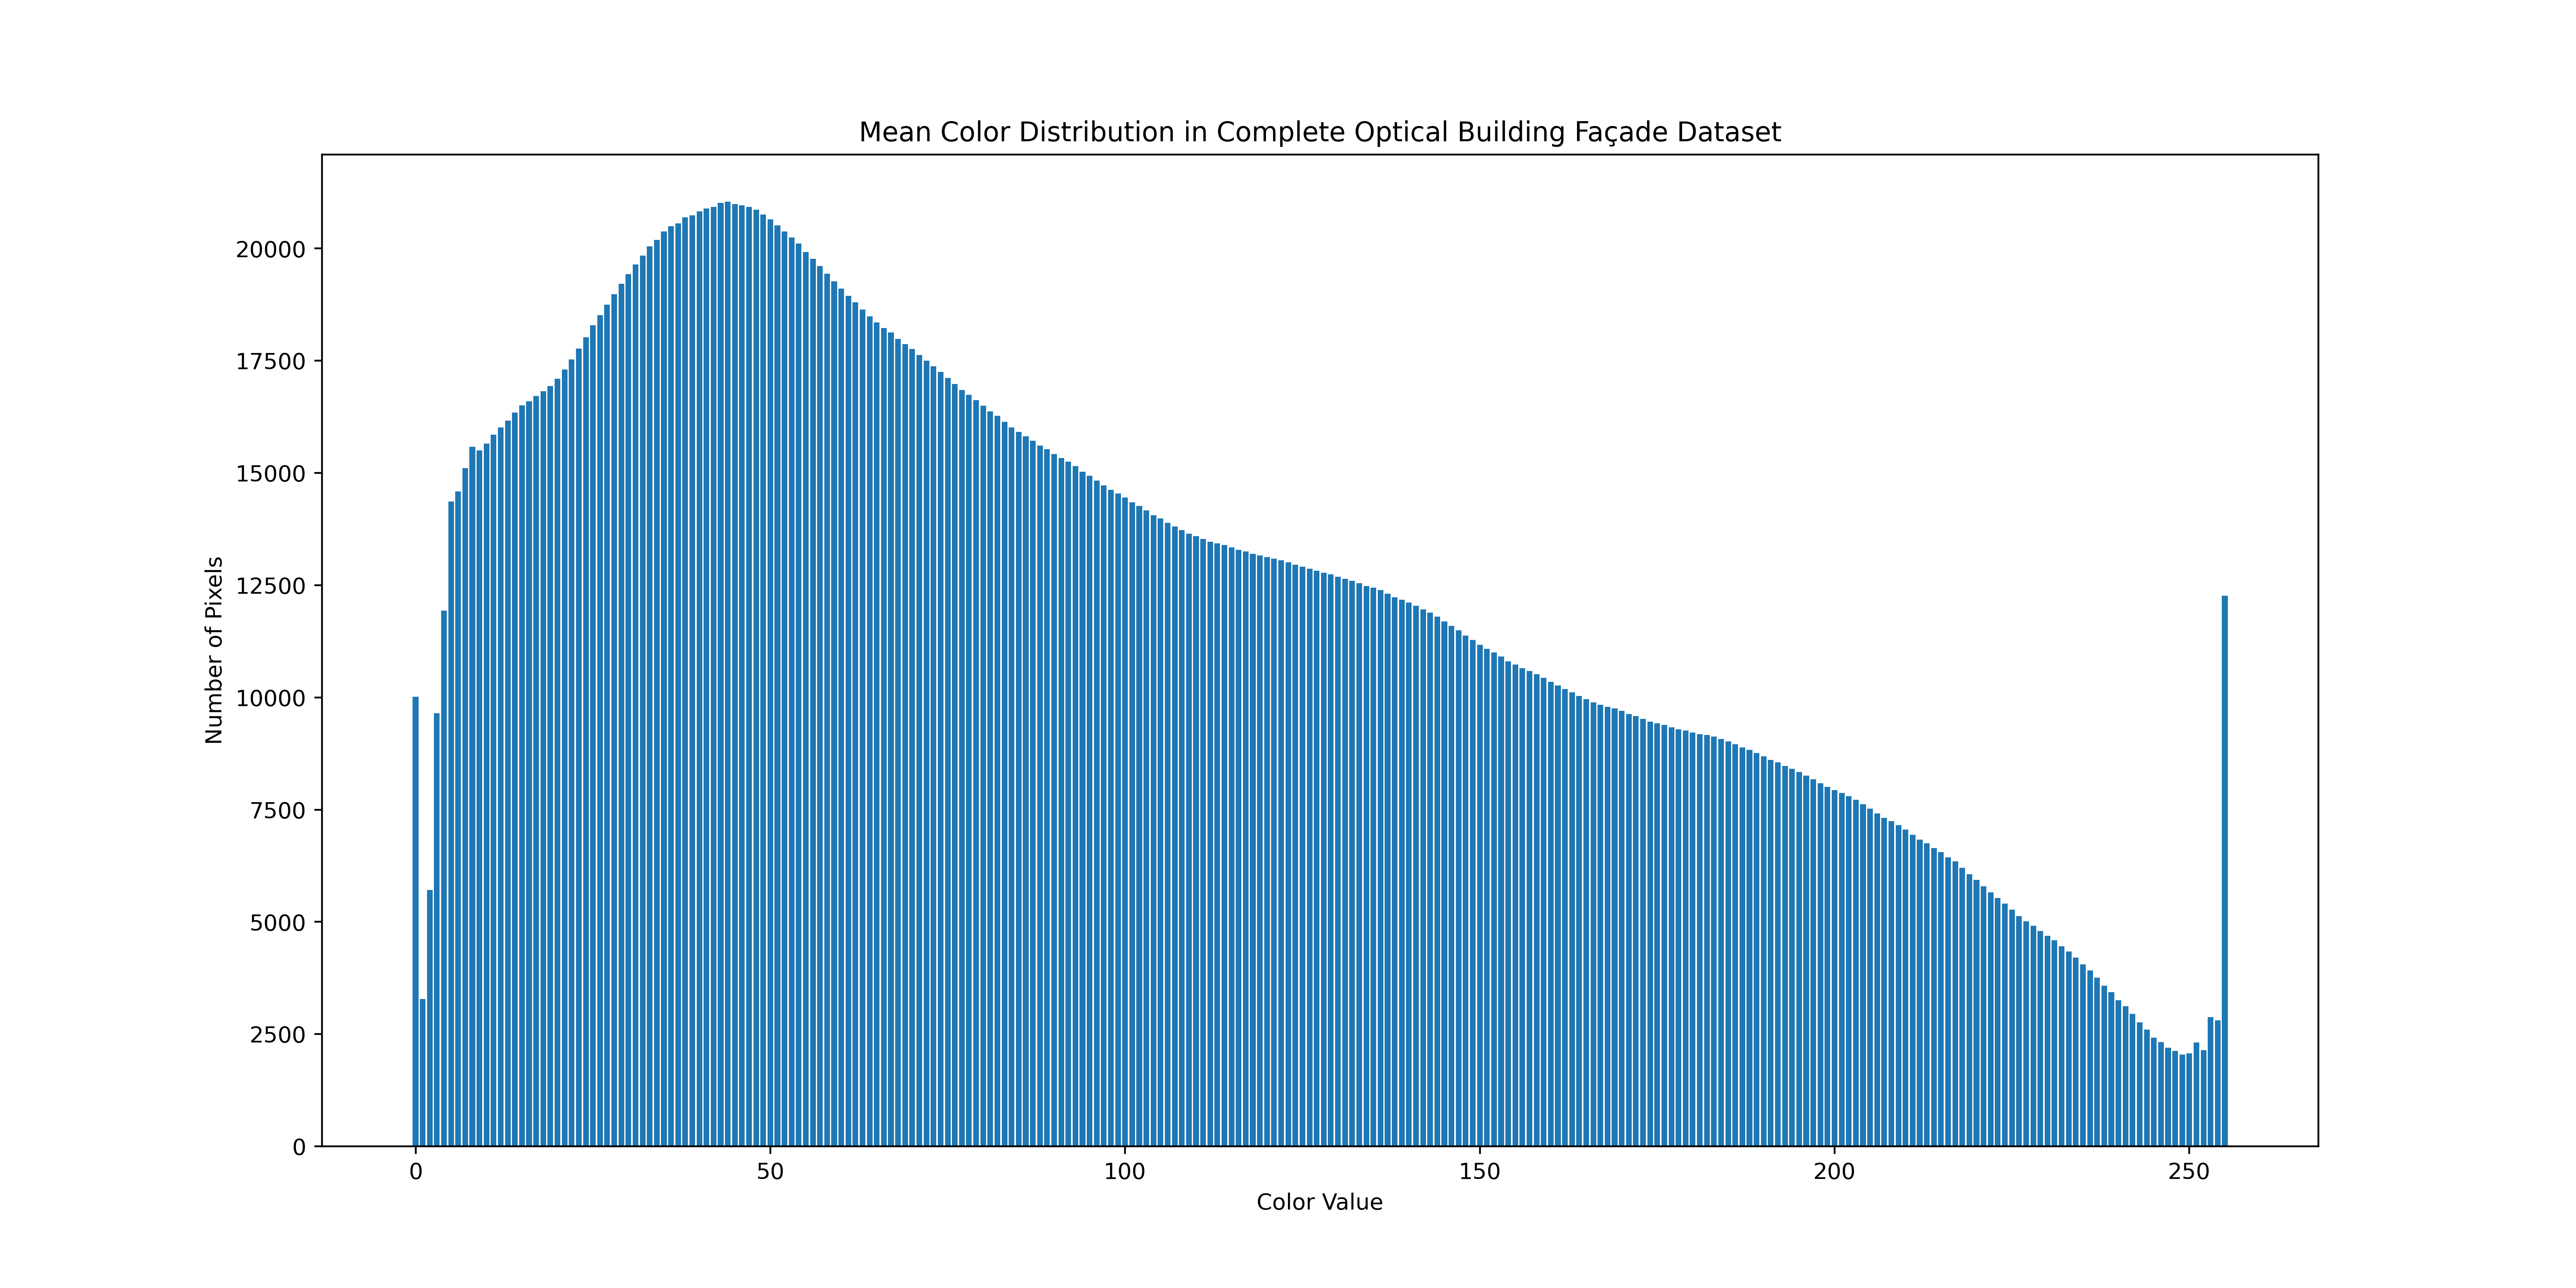 Mean Color Distribution in Complete Optical Building Façade Dataset
Number of Pixels
20000
17500
15000
12500
10000
7500
5000
2500
0
0 50 100 150 200 250
Color Value